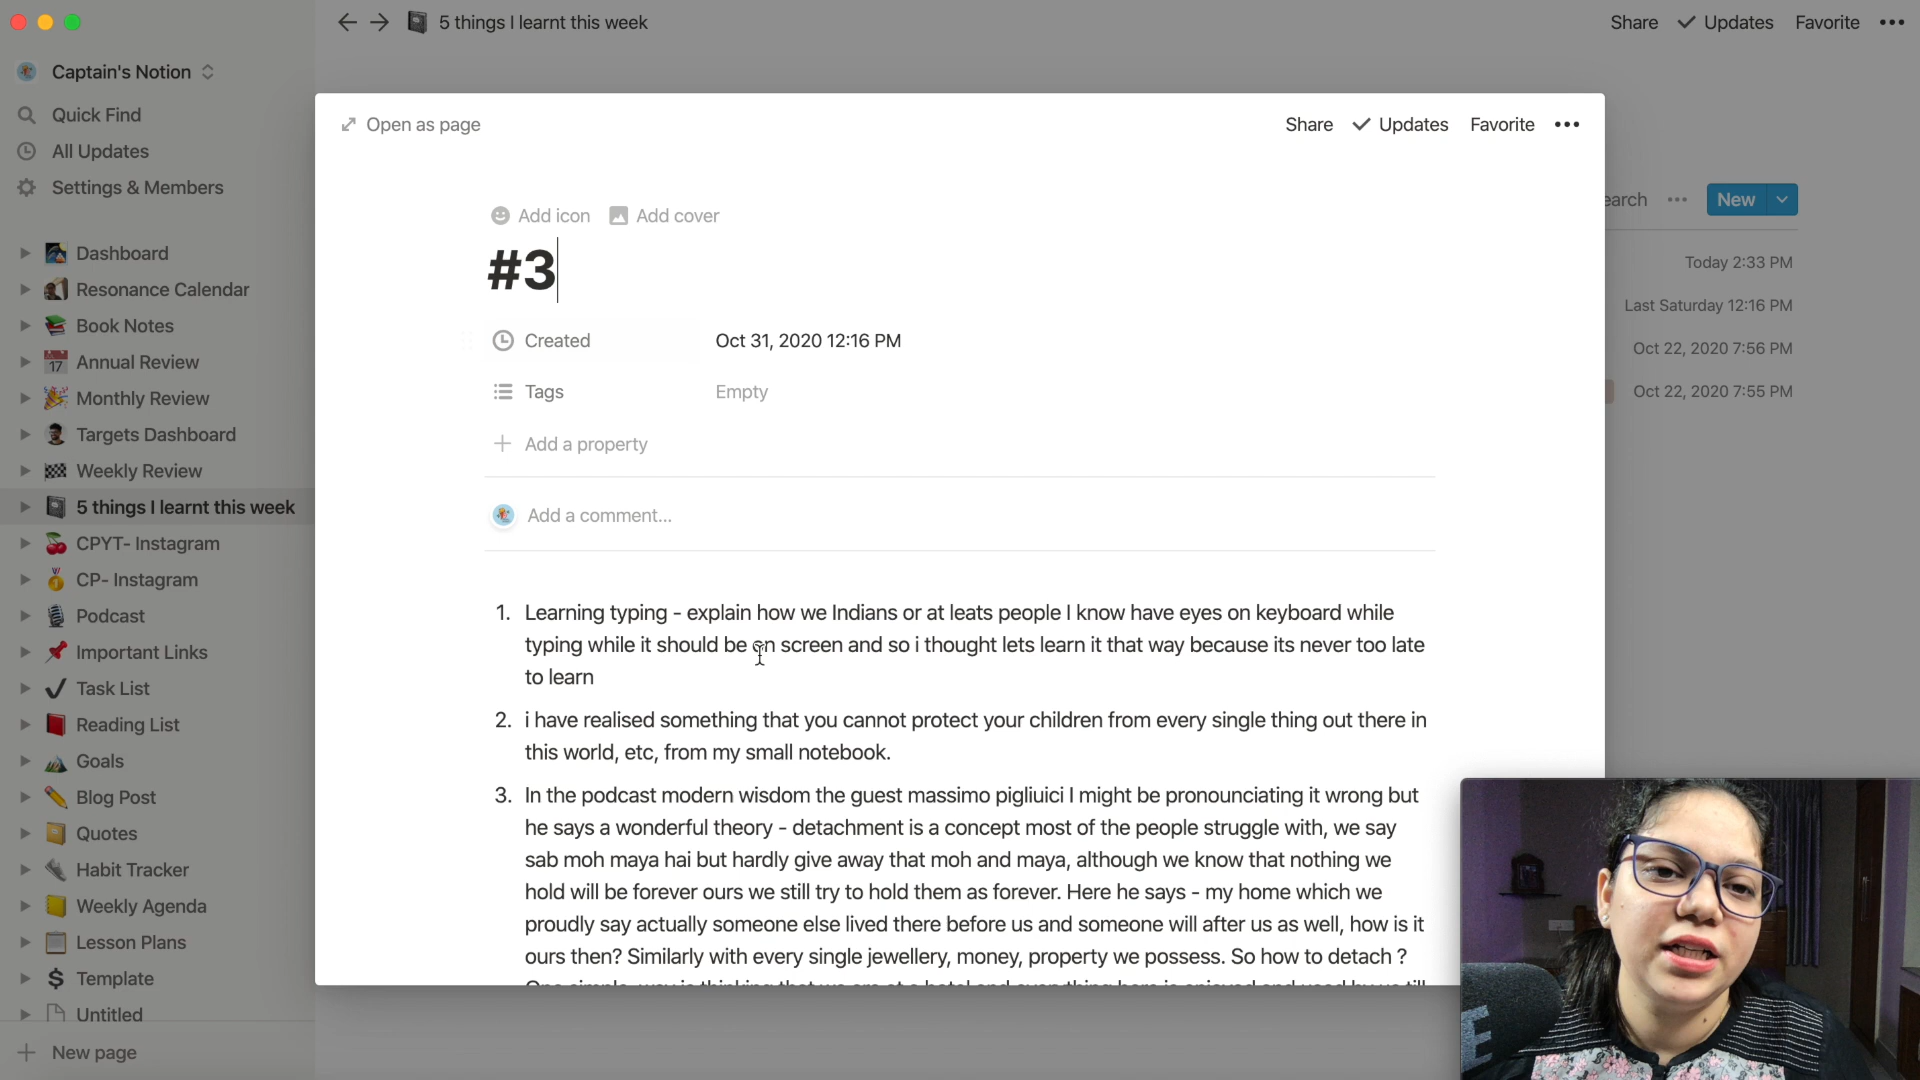 5 things I learnt this week
Share Updates Favorite
Captain's Notion
Quick Find
All Updates
Settings & Members
Dashboard
Resonance Calendar
Book Notes
Annual Review
17
Monthly Review
Targets Dashboard
Weekly Review
5 things I learnt this week
CPYT- Instagram
CP- Instagram
Podcast
Important Links
Task List
Reading List
Goals
Blog Post
Quotes
Habit Tracker
Weekly Agenda
Lesson Plans
Template
Untitled
New page
Open as page
Share Updates Favorite
Add icon Add cover
#3
Created Oct 31, 2020 12:16 PM
Tags Empty
Add a property
Add a comment...
1. Learning typing - explain how we Indians or at leats people I know have eyes on keyboard while
typing while it should be on screen and so i thought lets learn it that way because its never too late
to learn
2. i have realised something that you cannot protect your children from every single thing out there in
this world, etc, from my small notebook.
3. In the podcast modern wisdom the guest massimo pigliuici I might be pronounciating it wrong but
he says a wonderful theory - detachment is a concept most of the people struggle with, we say
sab moh maya hai but hardly give away that moh and maya, although we know that nothing we
hold will be forever ours we still try to hold them as forever. Here he says - my home which we
proudly say actually someone else lived there before us and someone will after us as well, how is it
ours then? Similarly with every single jewellery, money, property we possess. So how to detach ?
earch New
Today 2:33 PM
Last Saturday 12:16 PM
Oct 22, 2020 7:56 PM
Oct 22, 2020 7:55 PM